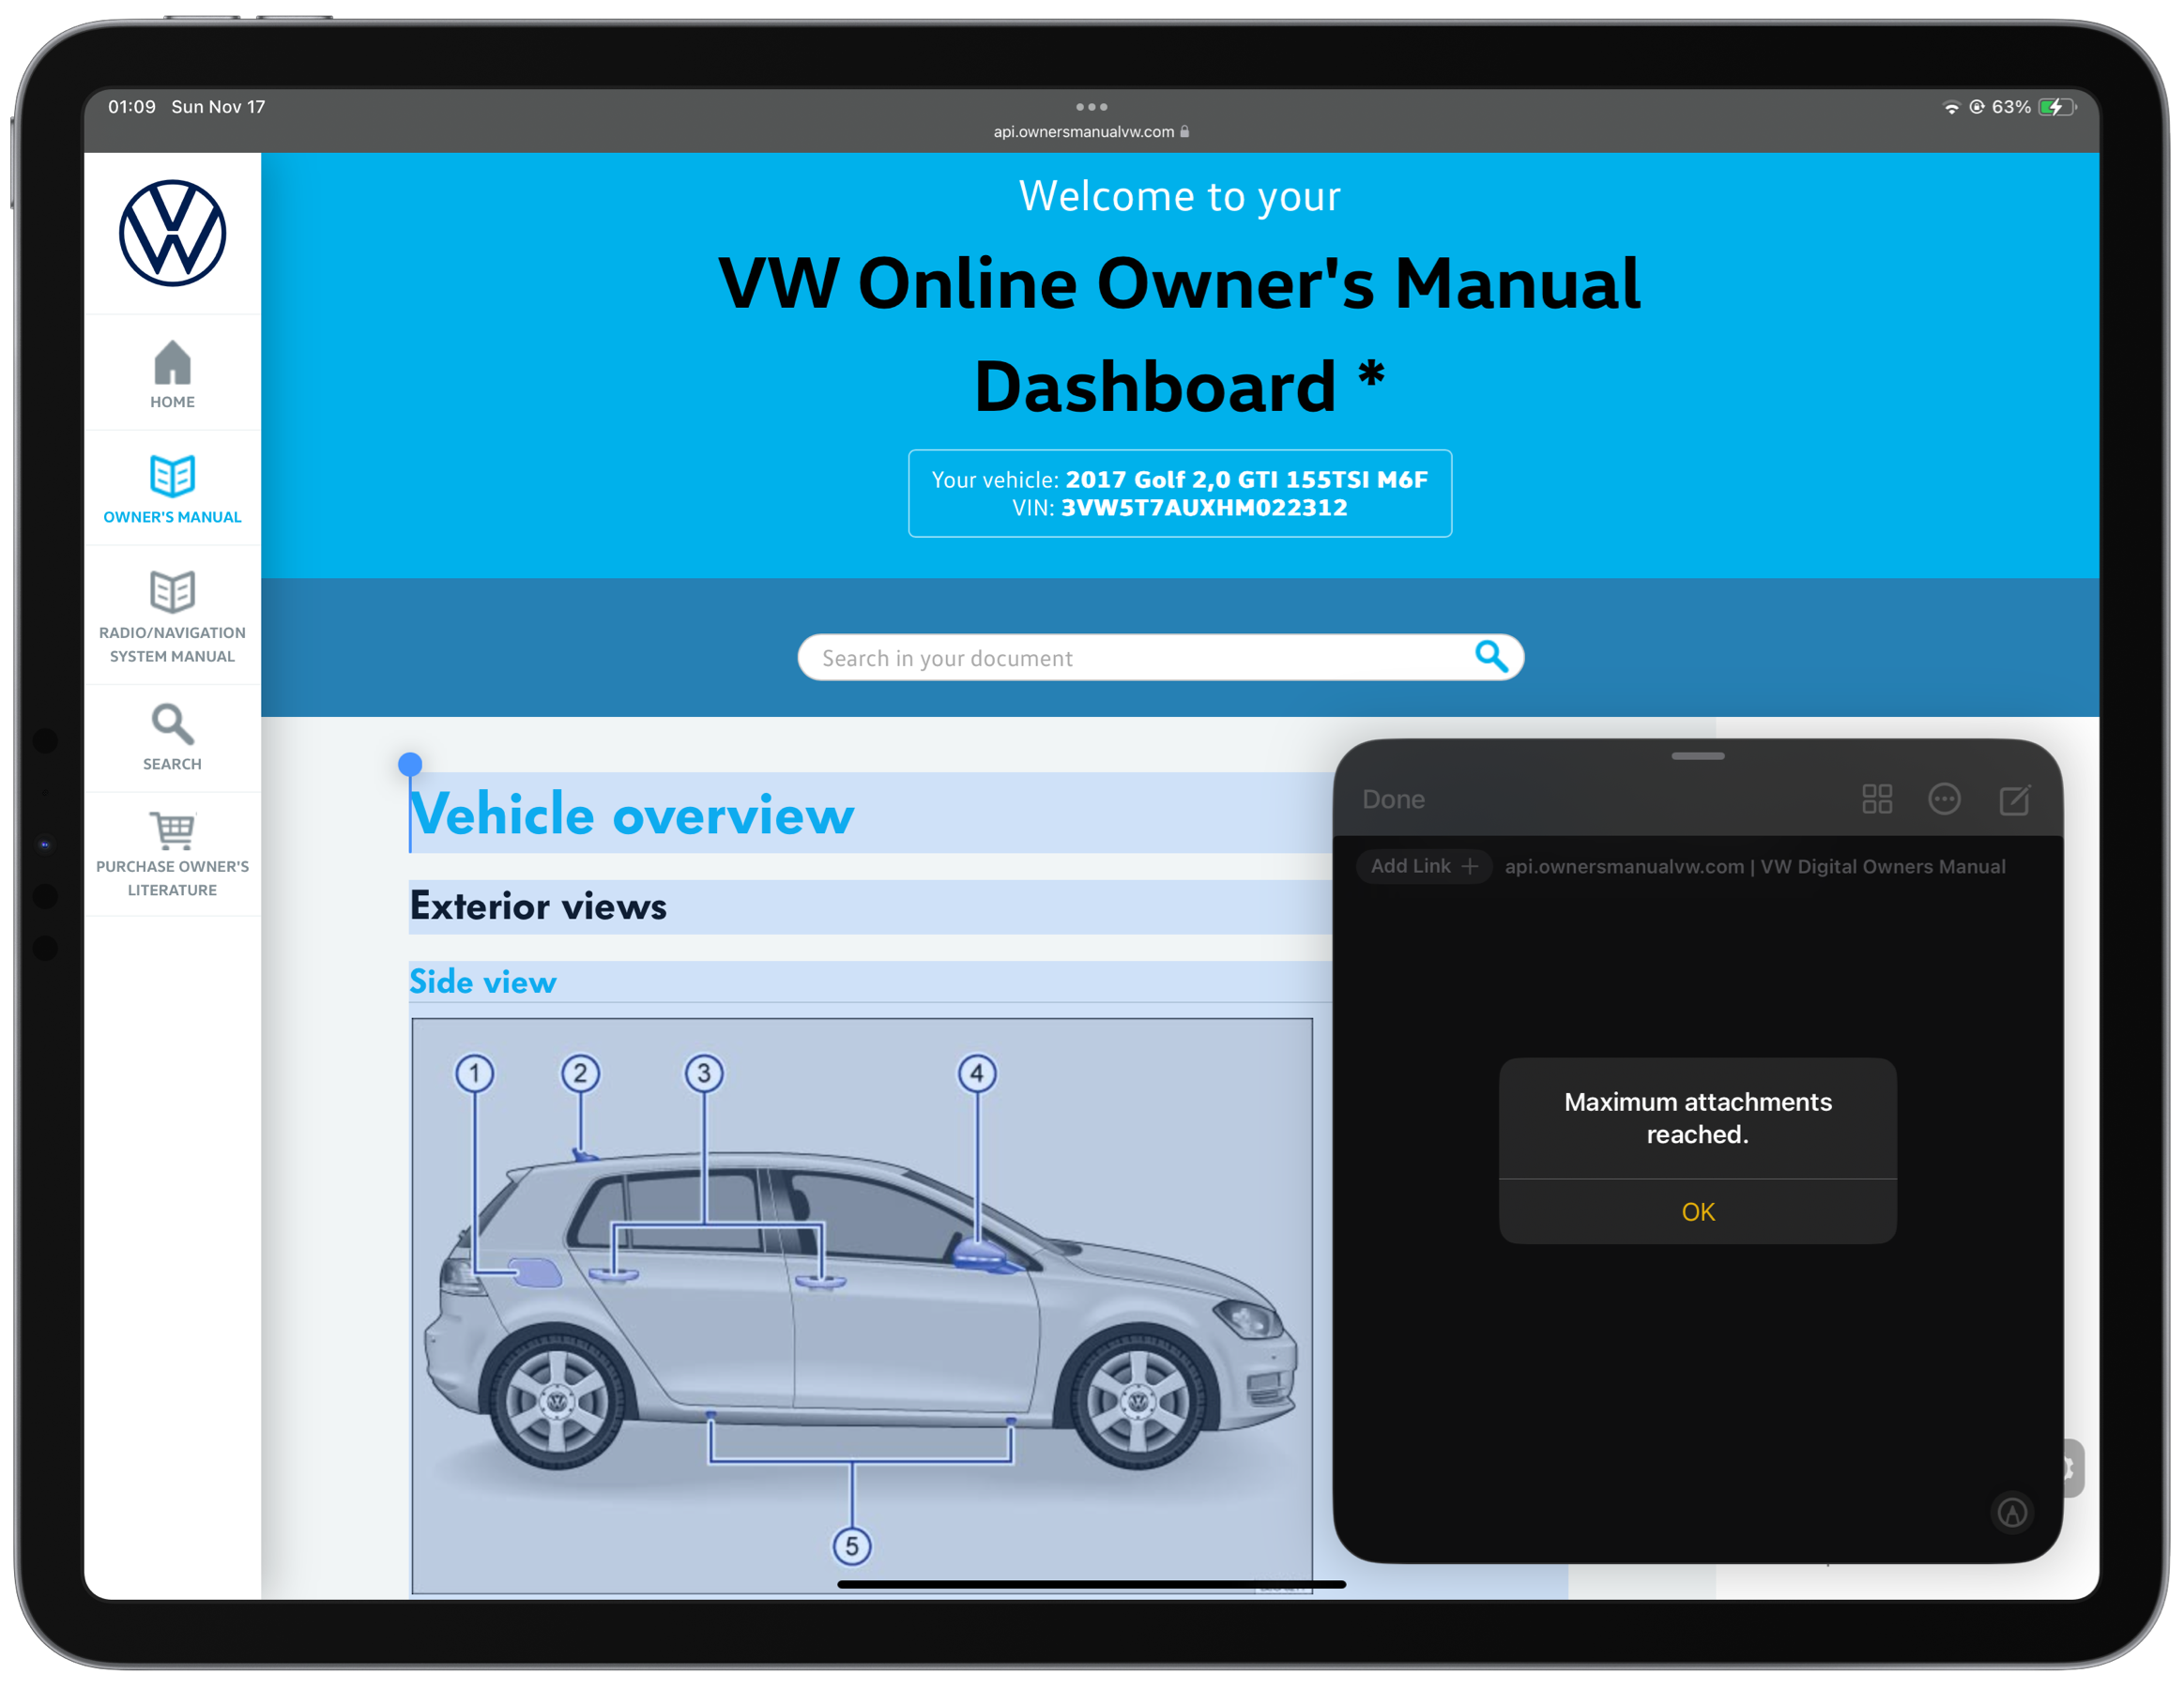 01:09 Sun Nov 17
63%
api.ownersmanualvw.com
Welcome to your
VW Online Owner's Manual
Dashboard *
Your vehicle: 2017 Golf 2,0 GTI 155TSI M6F
VIN: 3VW5T7AUXHM022312
HOME
OWNER'S MANUAL
RADIO/NAVIGATION
SYSTEM MANUAL
SEARCH
PURCHASE OWNER'S
LITERATURE
Search in your document
Vehicle overview
Exterior views
Side view
1 2 3 4
5
Done
Add Link +
api.ownersmanualvw.com | VW Digital Owners Manual
Maximum attachments
reached.
OK